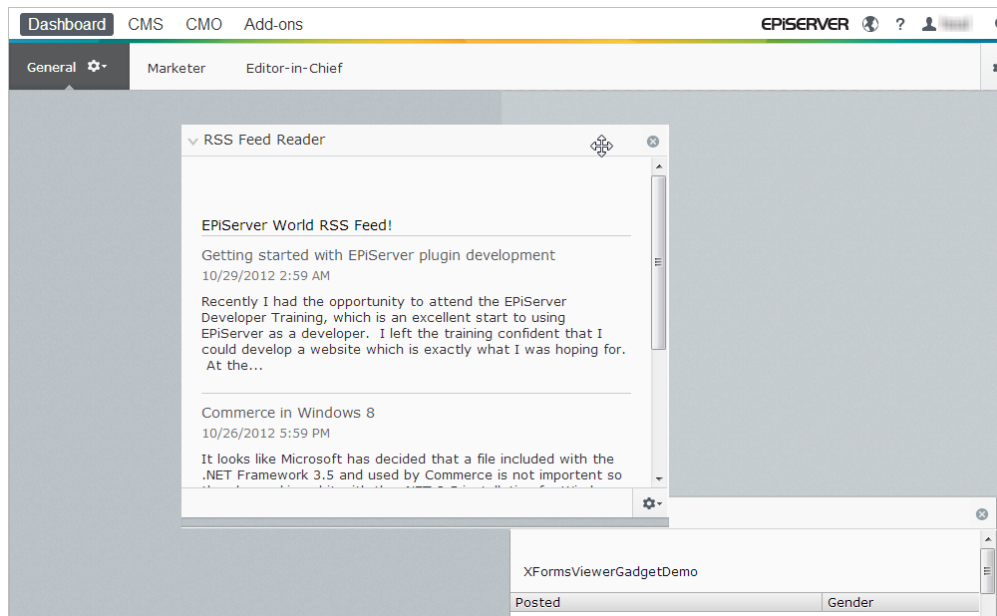 Dashboard CMS CMO Add-ons EPiSERVER ?
General Marketer Editor-in-Chief
RSS Feed Reader
EPiServer World RSS Feed!
Getting started with EPiServer plugin development
10/29/2012 2:59 AM
Recently I had the opportunity to attend the EPiServer
Developer Training, which is an excellent start to using
EPiServer as a developer. I left the training confident that I
could develop a website which is exactly what I was hoping for.
At the...
Commerce in Windows 8
10/26/2012 5:59 PM
It looks like Microsoft has decided that a file included with the
.NET Framework 3.5 and used by Commerce is not importent so
XFormsViewerGadgetDemo
Posted Gender